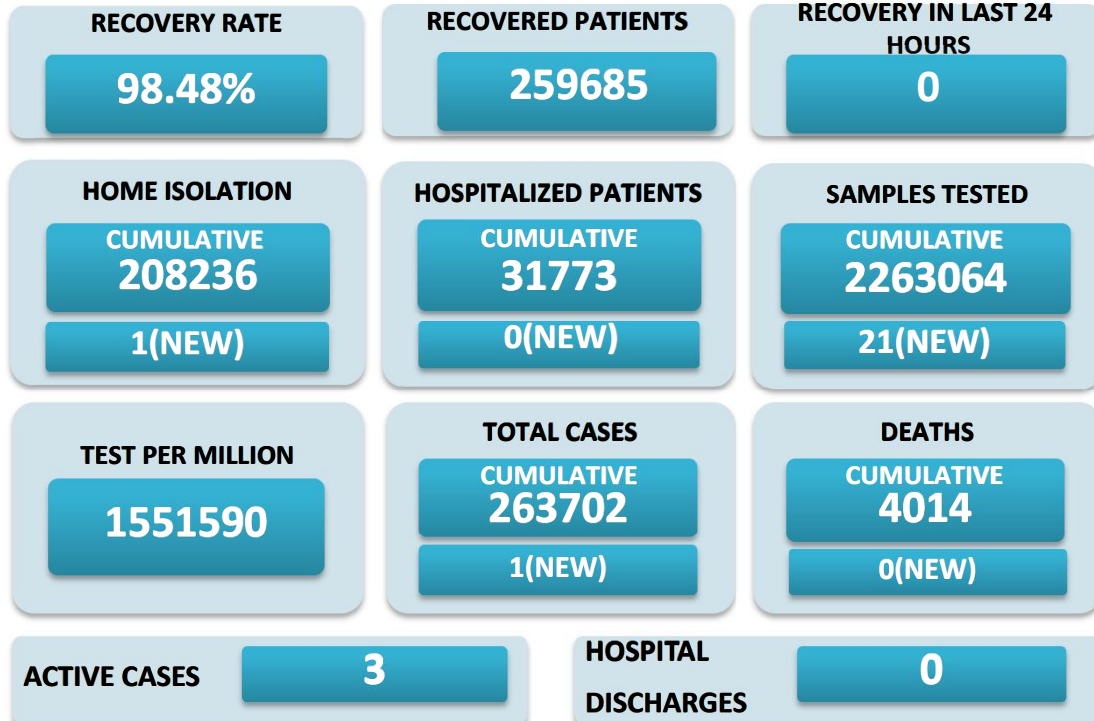 RECOVERY RATE
98.48%
RECOVERED PATIENTS
259685
RECOVERY IN LAST 24
HOURS
0
HOME ISOLATION
CUMULATIVE
208236
1(NEW)
HOSPITALIZED PATIENTS
CUMULATIVE
31773
0(NEW)
SAMPLES TESTED
CUMULATIVE
2263064
21(NEW)
TEST PER MILLION
1551590
TOTAL CASES
CUMULATIVE
263702
1(NEW)
DEATHS
CUMULATIVE
4014
0(NEW)
ACTIVE CASES
3
HOSPITAL
DISCHARGES
0